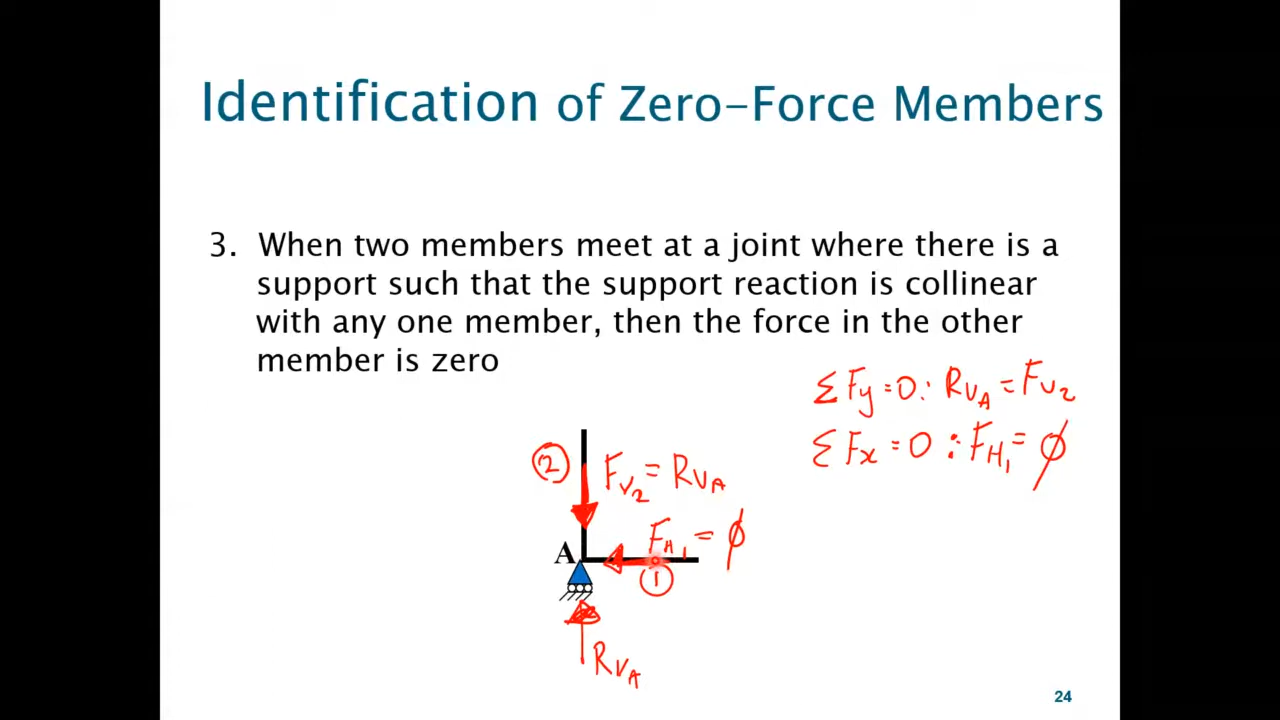 Identification of Zero-Force Members
3. When two members meet at a joint where there is a
support such that the support reaction is collinear
with any one member, then the force in the other
member is zero
ΣFy=0∴ RVA=FV2
ΣFx=0∴FH1=∅
② FV2=RVA
FH1=∅
A
①
RVA
24